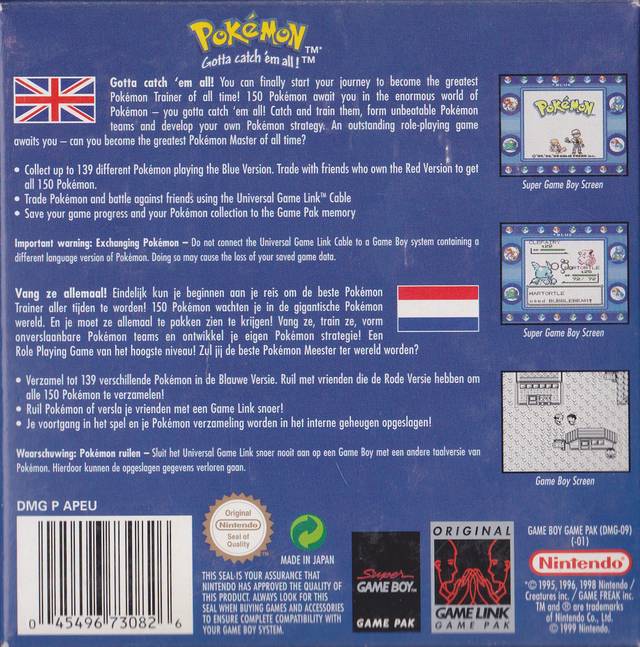 POKéMON TM*
Gotta catch 'em all! TM
Gotta catch 'em all! You can finally start your journey to become the greatest
Pokémon Trainer of all time! 150 Pokémon await you in the enormous world of
Pokémon – you gotta catch 'em all! Catch and train them, form unbeatable Pokémon
teams and develop your own Pokémon strategy. An outstanding role-playing game
awaits you – can you become the greatest Pokémon Master of all time?
• Collect up to 139 different Pokémon playing the Blue Version. Trade with friends who own the Red Version to get
all 150 Pokémon.
• Trade Pokémon and battle against friends using the Universal Game Link™ Cable
• Save your game progress and your Pokémon collection to the Game Pak memory
Important warning: Exchanging Pokémon – Do not connect the Universal Game Link Cable to a Game Boy system containing a
different language version of Pokémon. Doing so may cause the loss of your saved game data.
Vang ze allemaal! Eindelijk kun je beginnen aan je reis om de beste Pokémon
Trainer aller tijden te worden! 150 Pokémon wachten je in de gigantische Pokémon
wereld. En je moet ze allemaal te pakken zien te krijgen! Vang ze, train ze, vorm
onverslaanbare Pokémon teams en ontwikkel je eigen Pokémon strategie! Een
Role Playing Game van het hoogste niveau! Zul jij de beste Pokémon Meester ter wereld worden?
• Verzamel tot 139 verschillende Pokémon in de Blauwe Versie. Ruil met vrienden die de Rode Versie hebben om
alle 150 Pokémon te verzamelen!
• Ruil Pokémon of versla je vrienden met een Game Link snoer!
• Je voortgang in het spel en je Pokémon verzameling worden in het interne geheugen opgeslagen!
Waarschuwing: Pokémon ruilen – Sluit het Universal Game Link snoer nooit aan op een Game Boy met een andere taalversie van
Pokémon. Hierdoor kunnen de opgeslagen gegevens verloren gaan.
POKéMON
Super Game Boy Screen
CLEFAIRY
WARTORTLE
WARTORTLE
used BUBBLEBEAM!
Super Game Boy Screen
Game Boy Screen
DMG P APEU
0 45496 73082 6
Original
Nintendo
Seal of
Quality
TM
MADE IN JAPAN
THIS SEAL IS YOUR ASSURANCE THAT
NINTENDO HAS APPROVED THE QUALITY OF
THIS PRODUCT. ALWAYS LOOK FOR THIS
SEAL WHEN BUYING GAMES AND ACCESSORIES
TO ENSURE COMPLETE COMPATIBILITY WITH
YOUR GAME BOY SYSTEM.
Super
GAME BOY™
GAME PAK
ORIGINAL
GAME LINK
GAME PAK
GAME BOY GAME PAK (DMG-09)
(-01)
Nintendo®
*© 1995, 1996, 1998 Nintendo /
Creatures inc. / GAME FREAK inc.
TM and ® are trademarks
of Nintendo Co., Ltd.
© 1999 Nintendo.